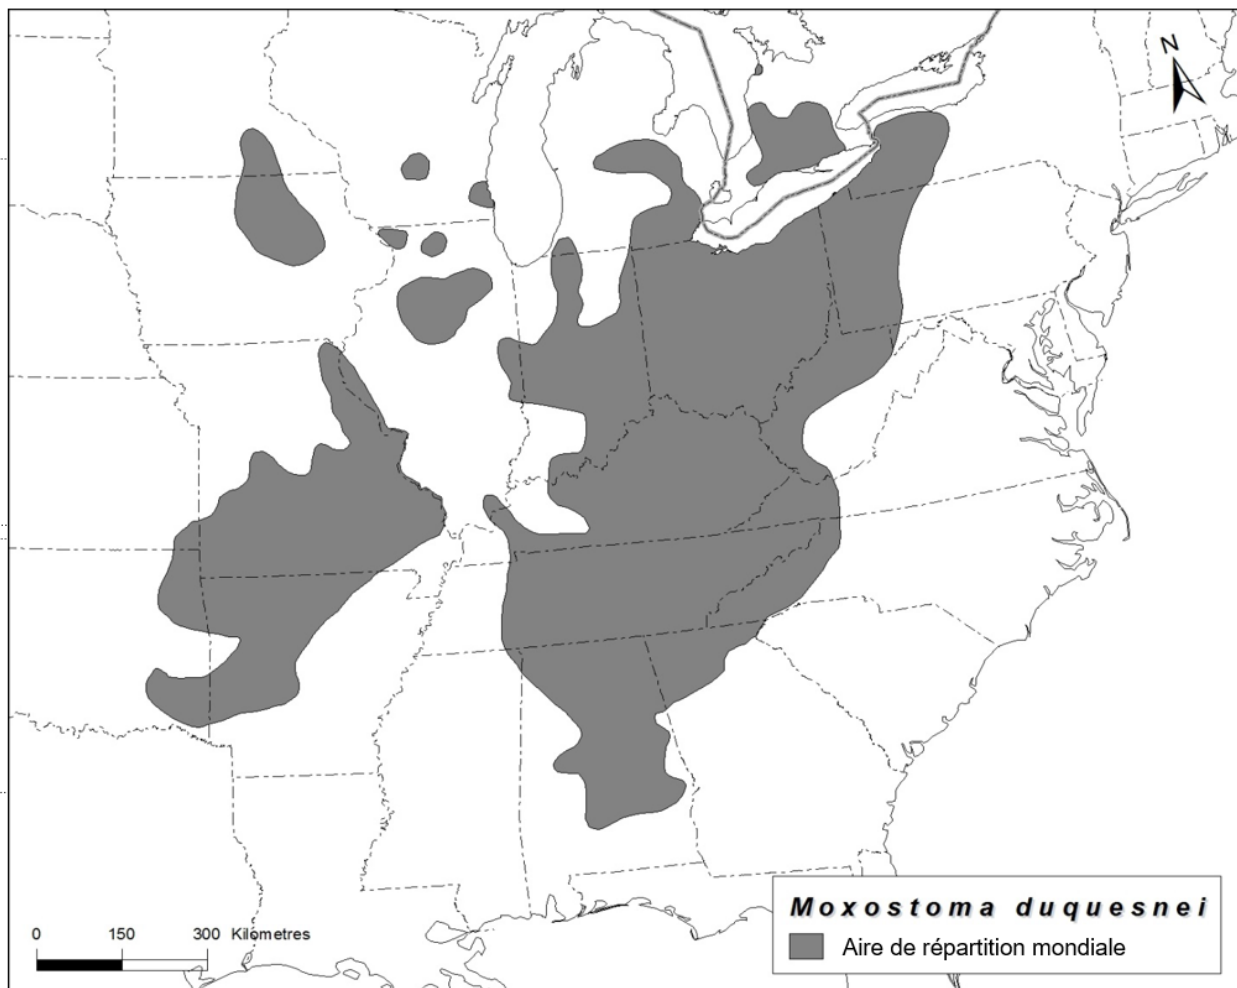 N
Moxostoma duquesnei
Aire de répartition mondiale
0 150 300 Kilometres